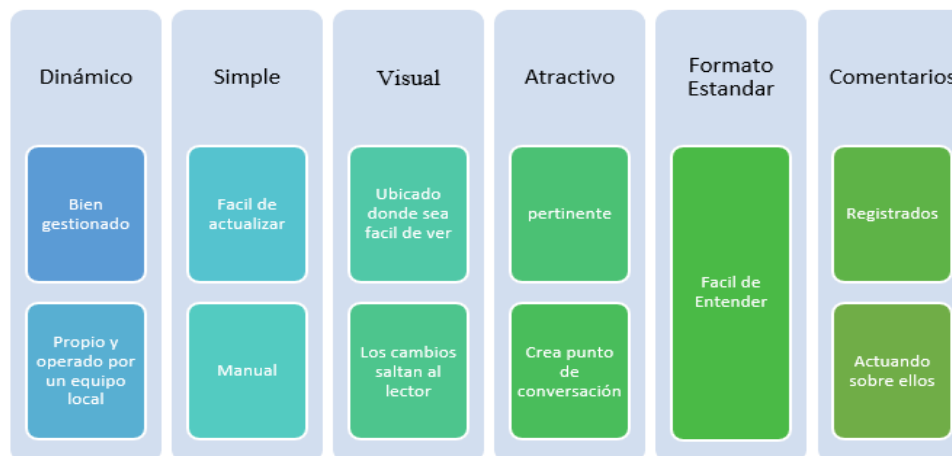 Dinámico
Bien
gestionado
Propio y
operado por
un equipo
local
Simple
Facil de
actualizar
Manual
Visual
Ubicado
donde sea
facil de ver
Los cambios
saltan al
lector
Atractivo
pertinente
Crea punto
de
conversación
Formato
Estandar
Facil de
Entender
Comentarios
Registrados
Actuando
sobre ellos